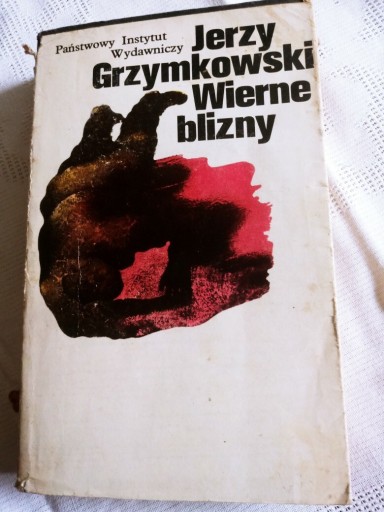 Państwowy Instytut
Wydawniczy
Jerzy
Grzymkowski
Wierne
blizny